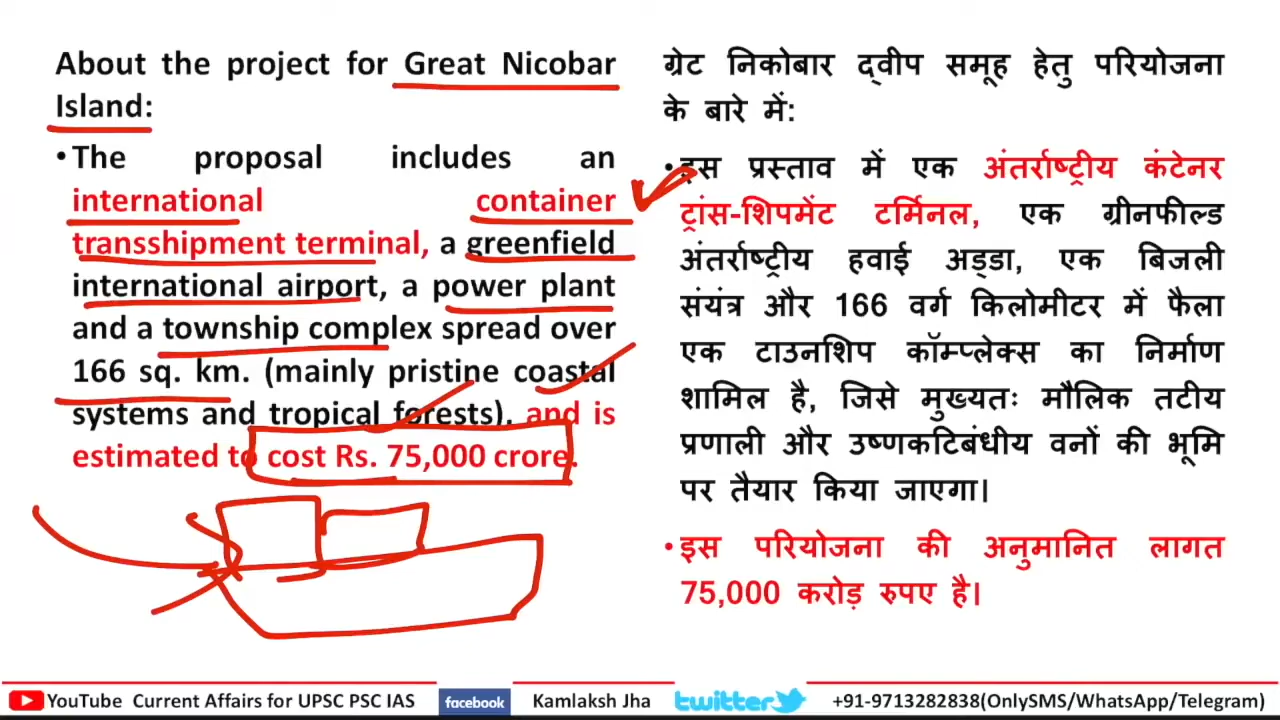 About the project for Great Nicobar
Island:
•The proposal includes an
international container
transshipment terminal, a greenfield
international airport, a power plant
and a township complex spread over
166 sq. km. (mainly pristine coastal
systems and tropical forests), and is
estimated to cost Rs. 75,000 crore.
ग्रेट निकोबार द्वीप समूह हेतु परियोजना
के बारे में:
•इस प्रस्ताव में एक अंतर्राष्ट्रीय कंटेनर
ट्रांस-शिपमेंट टर्मिनल, एक ग्रीनफील्ड
अंतर्राष्ट्रीय हवाई अड्डा, एक बिजली
संयंत्र और 166 वर्ग किलोमीटर में फैला
एक टाउनशिप कॉम्प्लेक्स का निर्माण
शामिल है, जिसे मुख्यतः मौलिक तटीय
प्रणाली और उष्णकटिबंधीय वनों की भूमि
पर तैयार किया जाएगा।
•इस परियोजना की अनुमानित लागत
75,000 करोड़ रुपए है।
YouTube Current Affairs for UPSC PSC IAS facebook Kamlaksh Jha twitter +91-9713282838(OnlySMS/WhatsApp/Telegram)